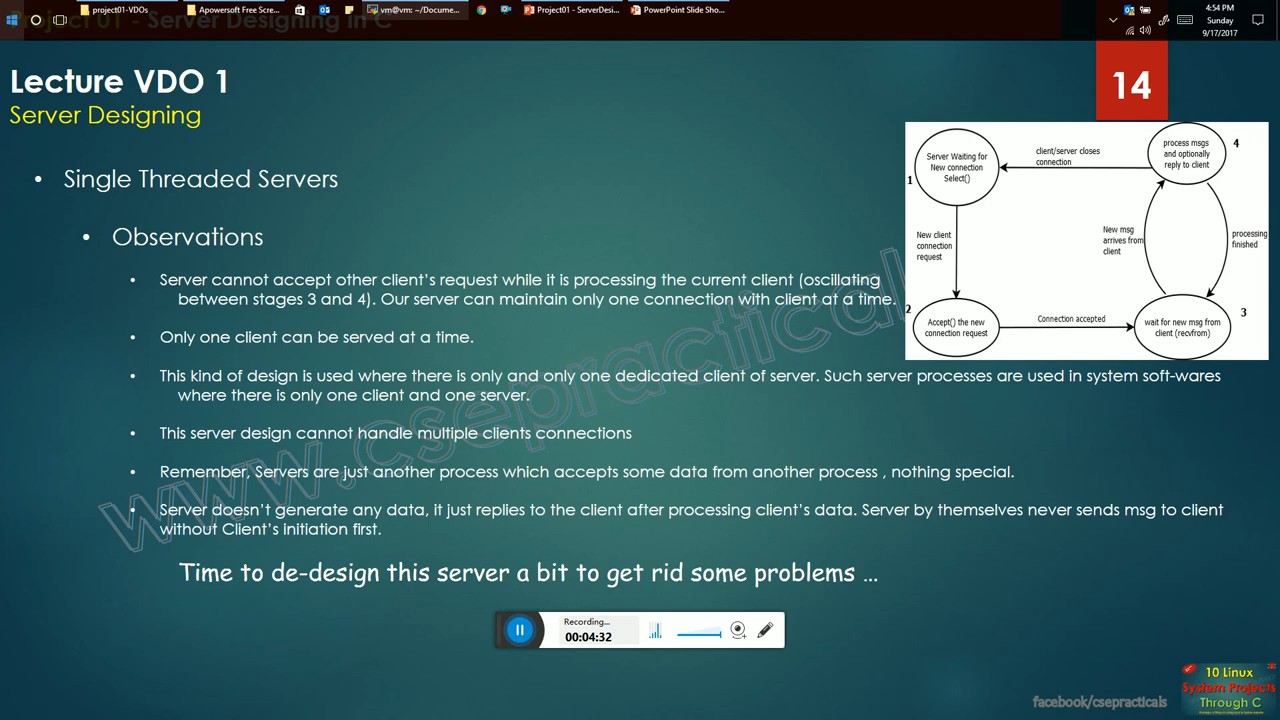 project01-VDOs
Apowersoft Free Scre...
vm@vm: ~/Docume...
Project01 - ServerDesi...
PowerPoint Slide Sho...
4:54 PM
Sunday
9/17/2017
Project 01 - Server Designing in C
Lecture VDO 1
14
Server Designing
• Single Threaded Servers
• Observations
• Server cannot accept other client's request while it is processing the current client (oscillating
between stages 3 and 4). Our server can maintain only one connection with client at a time.
• Only one client can be served at a time.
• This kind of design is used where there is only and only one dedicated client of server. Such server processes are used in system soft-wares
where there is only one client and one server.
• This server design cannot handle multiple clients connections
• Remember, Servers are just another process which accepts some data from another process , nothing special.
• Server doesn't generate any data, it just replies to the client after processing client's data. Server by themselves never sends msg to client
without Client's initiation first.
Time to de-design this server a bit to get rid some problems ...
Server Waiting for
New connection
Select()
1
client/server closes
connection
process msgs
and optionally
reply to client
4
New client
connection
request
New msg
arrives from
client
processing
finished
2
Accept() the new
connection request
Connection accepted
wait for new msg from
client (recvfrom)
3
www.csepracticals
Recording...
00:04:32
facebook/csepracticals
10 Linux
System Projects
Through C